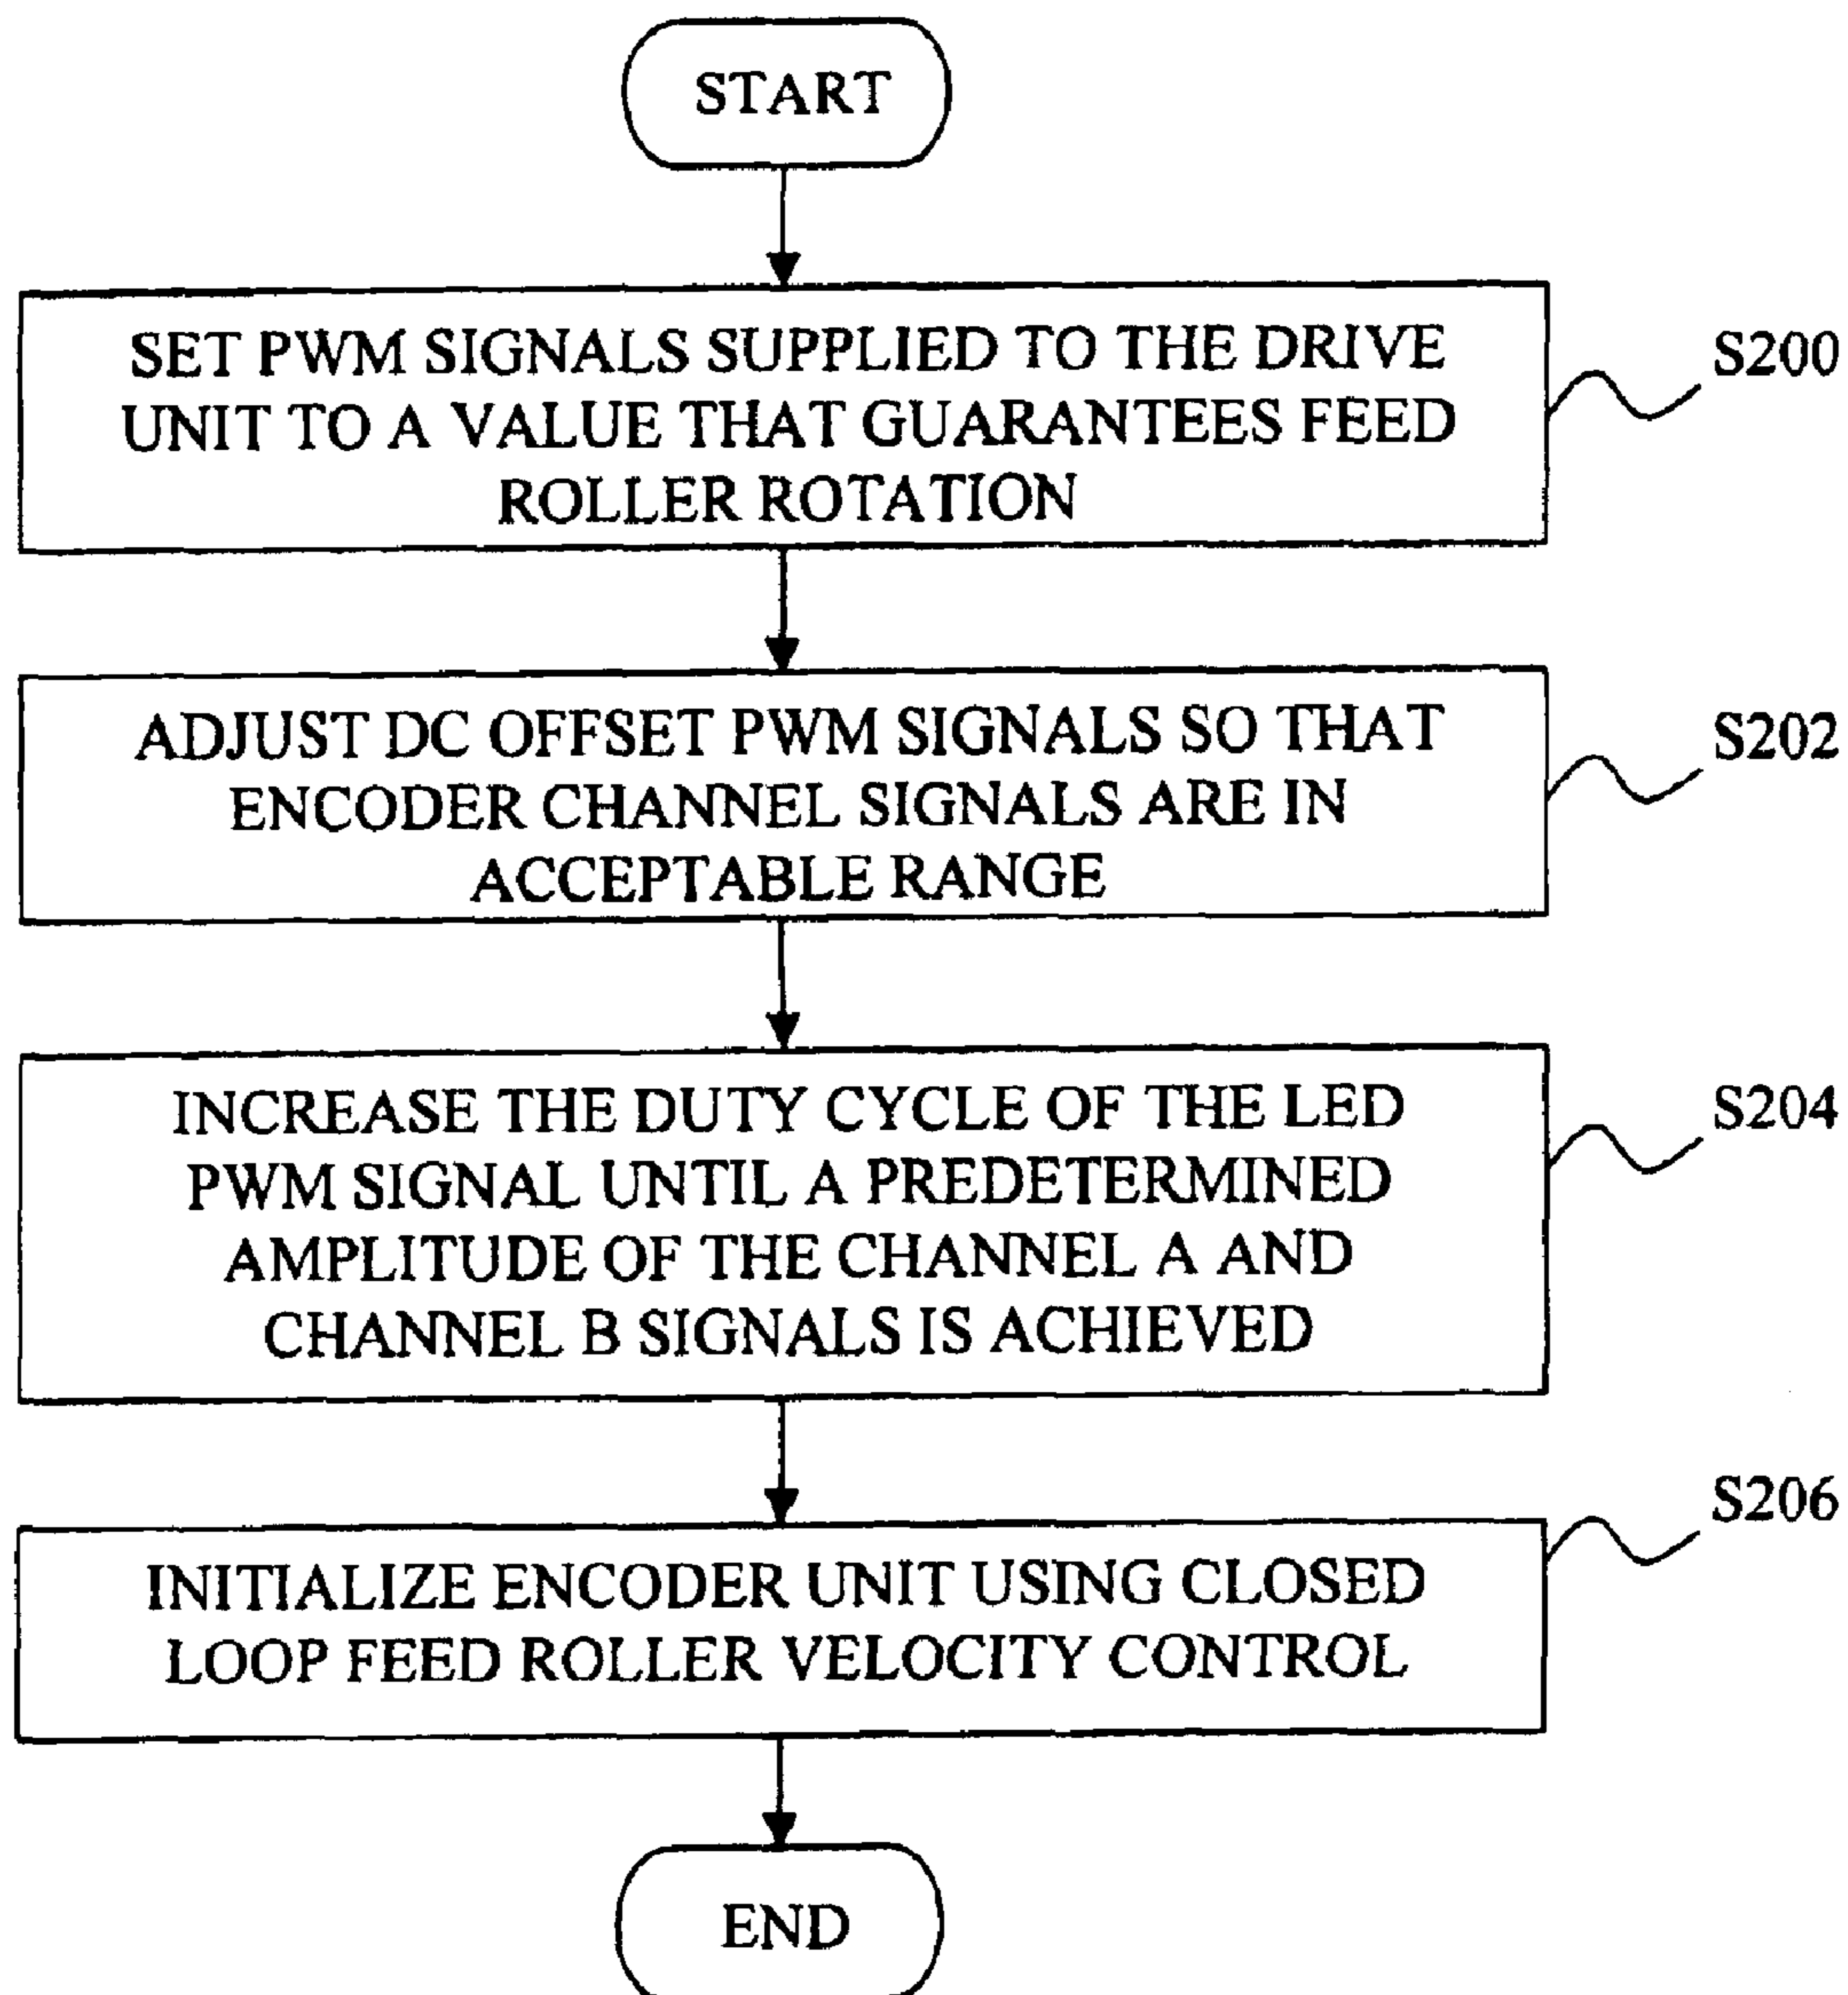 START
SET PWM SIGNALS SUPPLIED TO THE DRIVE
UNIT TO A VALUE THAT GUARANTEES FEED
ROLLER ROTATION
S200
ADJUST DC OFFSET PWM SIGNALS SO THAT
ENCODER CHANNEL SIGNALS ARE IN
ACCEPTABLE RANGE
S202
INCREASE THE DUTY CYCLE OF THE LED
PWM SIGNAL UNTIL A PREDETERMINED
AMPLITUDE OF THE CHANNEL A AND
CHANNEL B SIGNALS IS ACHIEVED
S204
INITIALIZE ENCODER UNIT USING CLOSED
LOOP FEED ROLLER VELOCITY CONTROL
S206
END